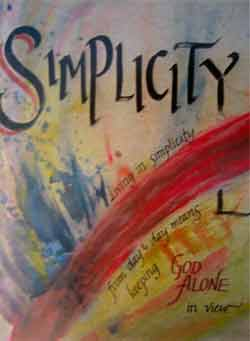 SIMPLICITY
Living in simplicity
from day to day means
keeping GOD
ALONE
in view